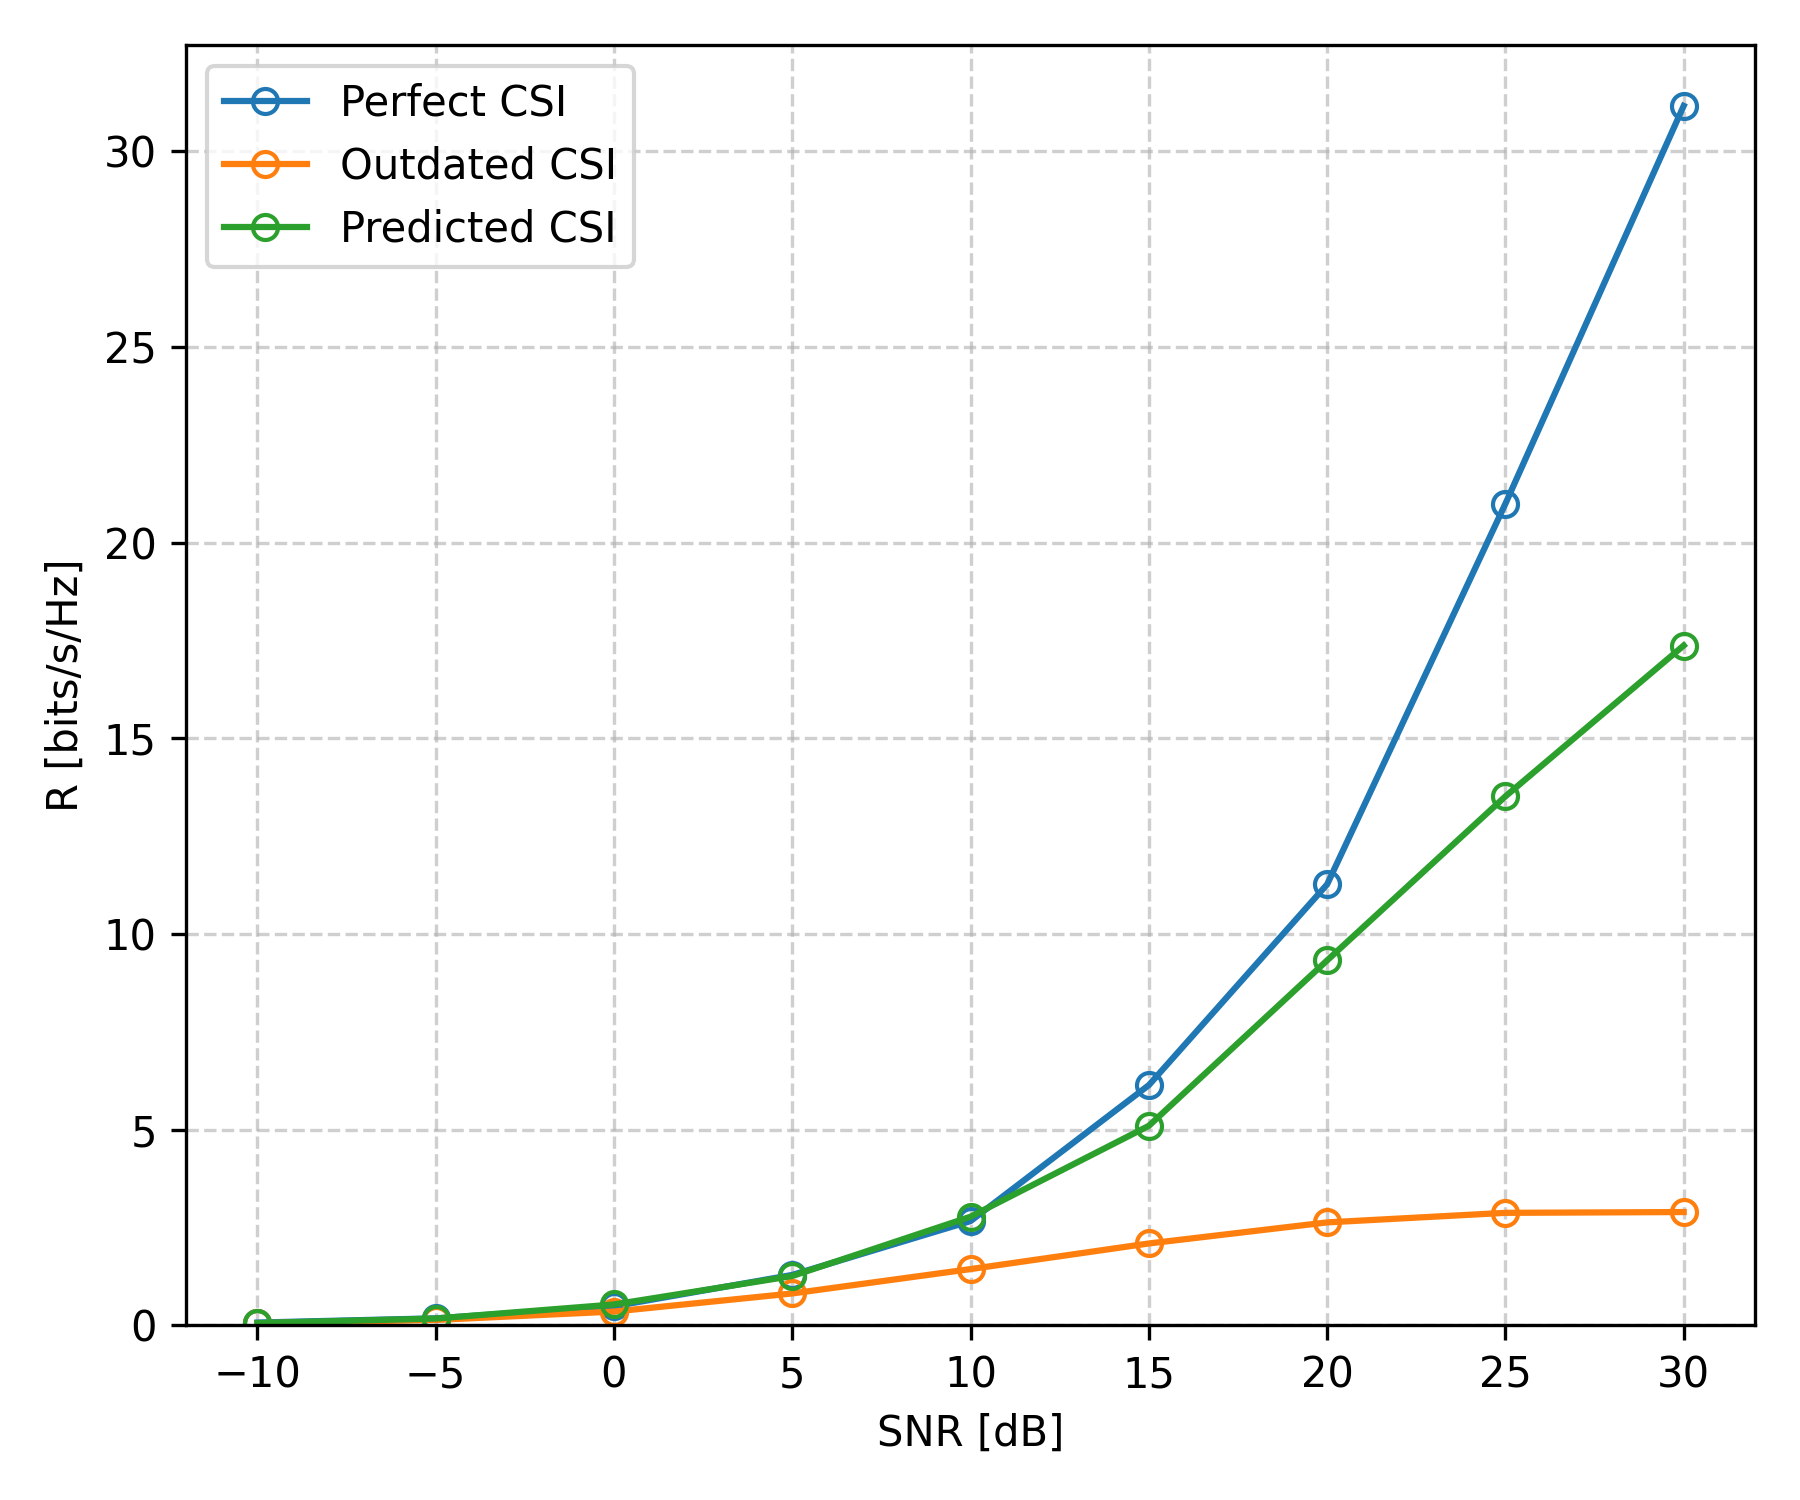 Perfect CSI
Outdated CSI
Predicted CSI
30
25
20
15
10
5
0
R [bits/s/Hz]
−10 −5 0 5 10 15 20 25 30
SNR [dB]